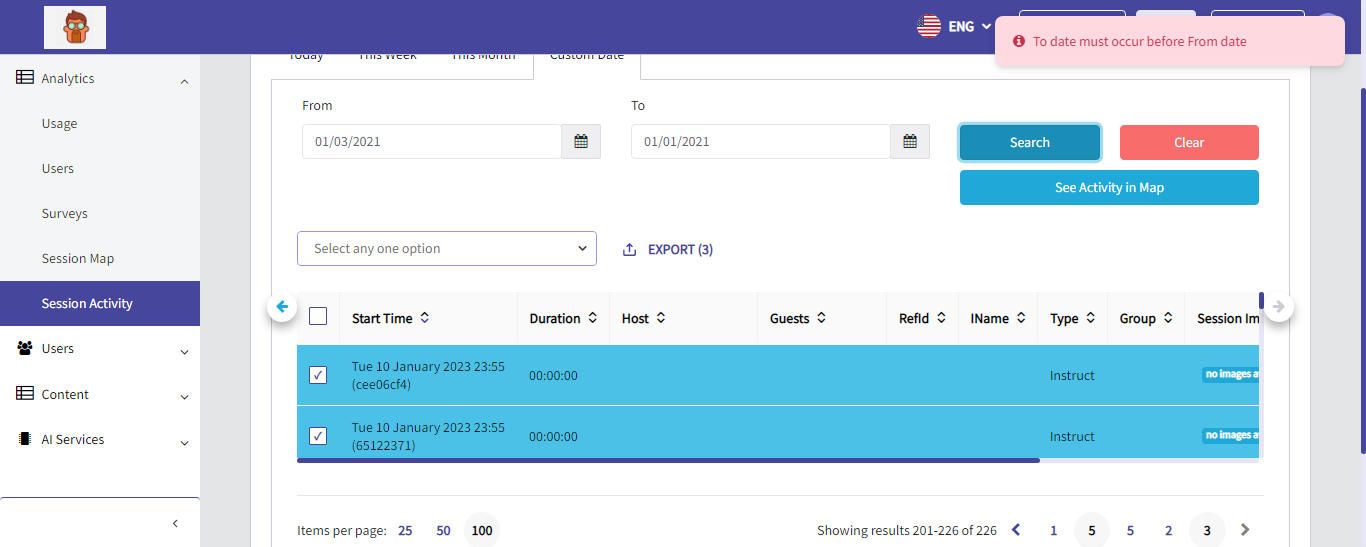 ENG
To date must occur before From date
Analytics
Usage
Users
Surveys
Session Map
Session Activity
Users
Content
AI Services
Today This Week This Month Custom Date
From To
01/03/2021 01/01/2021 Search Clear
See Activity in Map
Select any one option EXPORT (3)
Start Time Duration Host Guests RefId IName Type Group Session Im
Tue 10 January 2023 23:55
(cee06cf4) 00:00:00 Instruct no images a
Tue 10 January 2023 23:55
(65122371) 00:00:00 Instruct no images a
Items per page: 25 50 100 Showing results 201-226 of 226 1 5 5 2 3